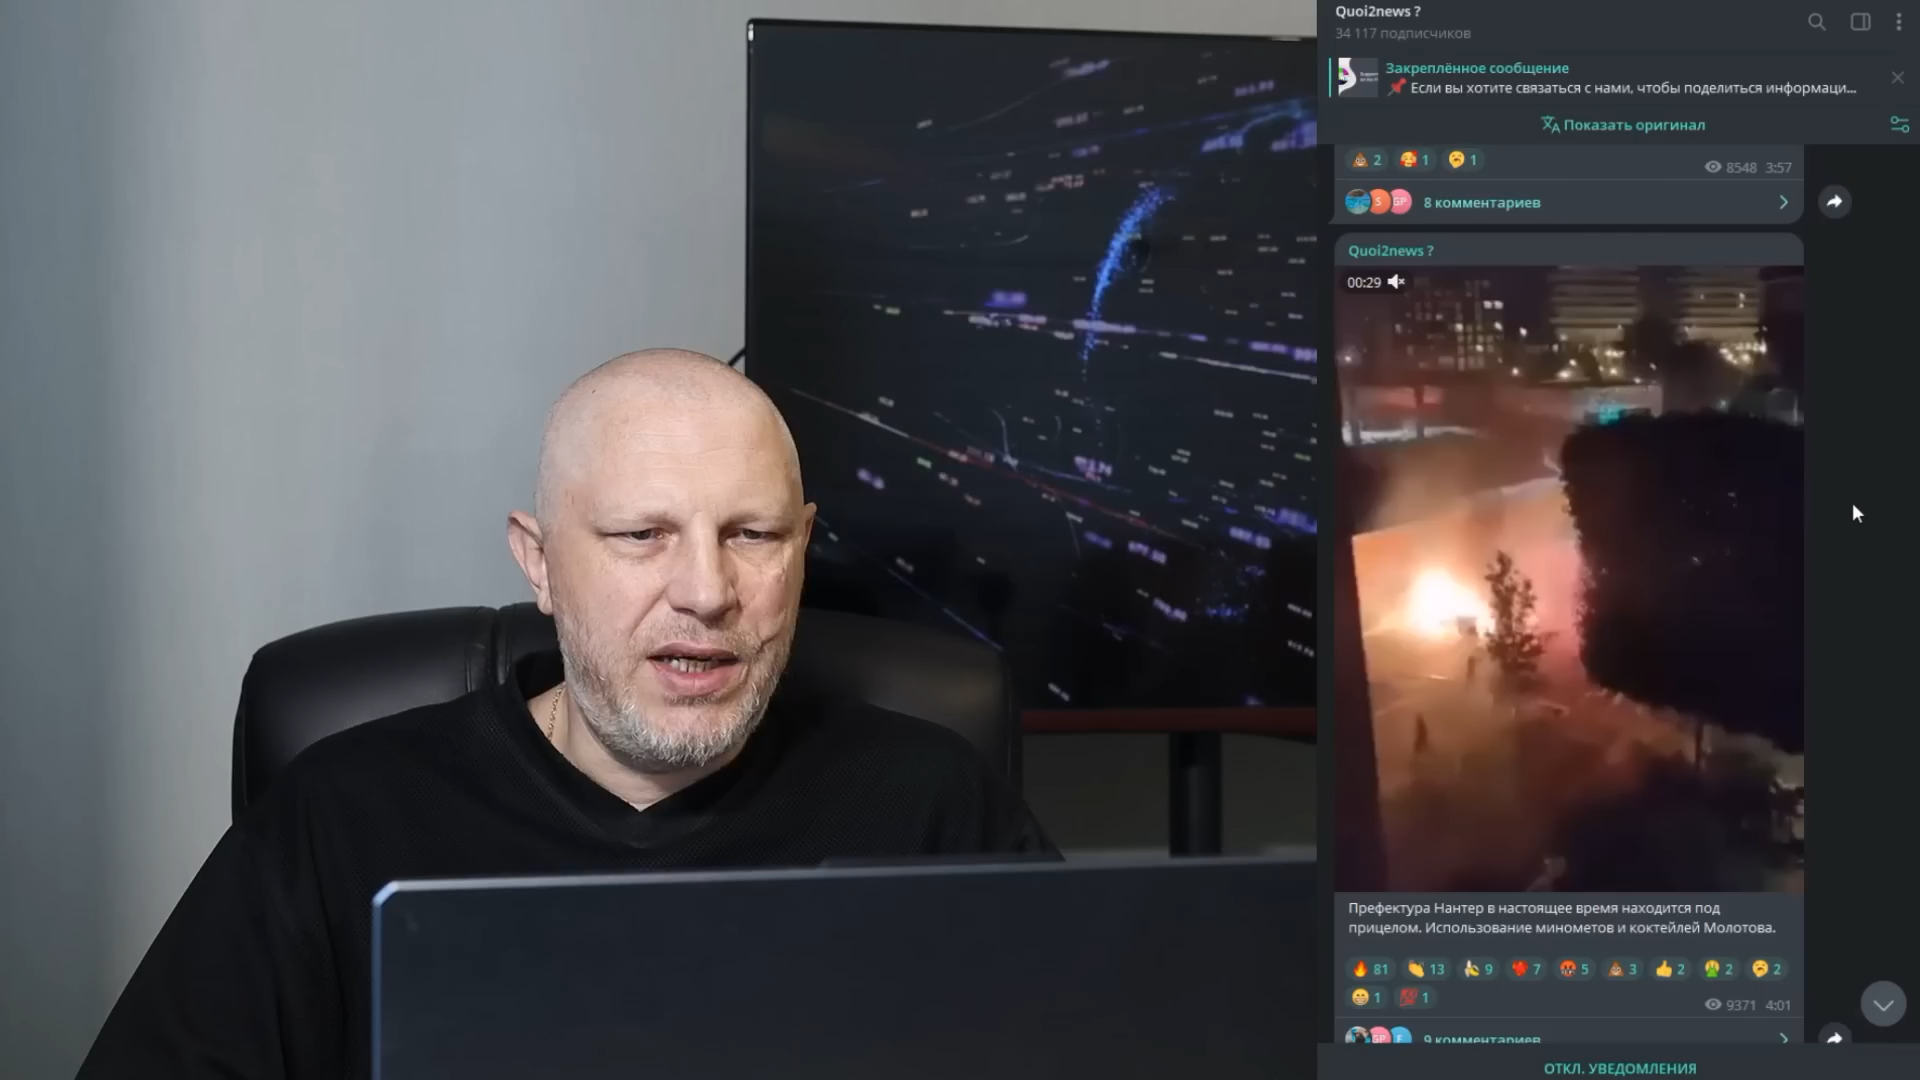 Quoi2news ?
34 117 подписчиков
Закреплённое сообщение
Если вы хотите связаться с нами, чтобы поделиться информаци...
Показать оригинал
2 1 1
8548 3:57
S GP
8 комментариев
Quoi2news ?
00:29
Префектура Нантер в настоящее время находится под
прицелом. Использование минометов и коктейлей Молотова.
81 13 9 7 5 3 2 2 2
1 1
9371 4:01
GP F
9 комментариев
ОТКЛ. УВЕДОМЛЕНИЯ